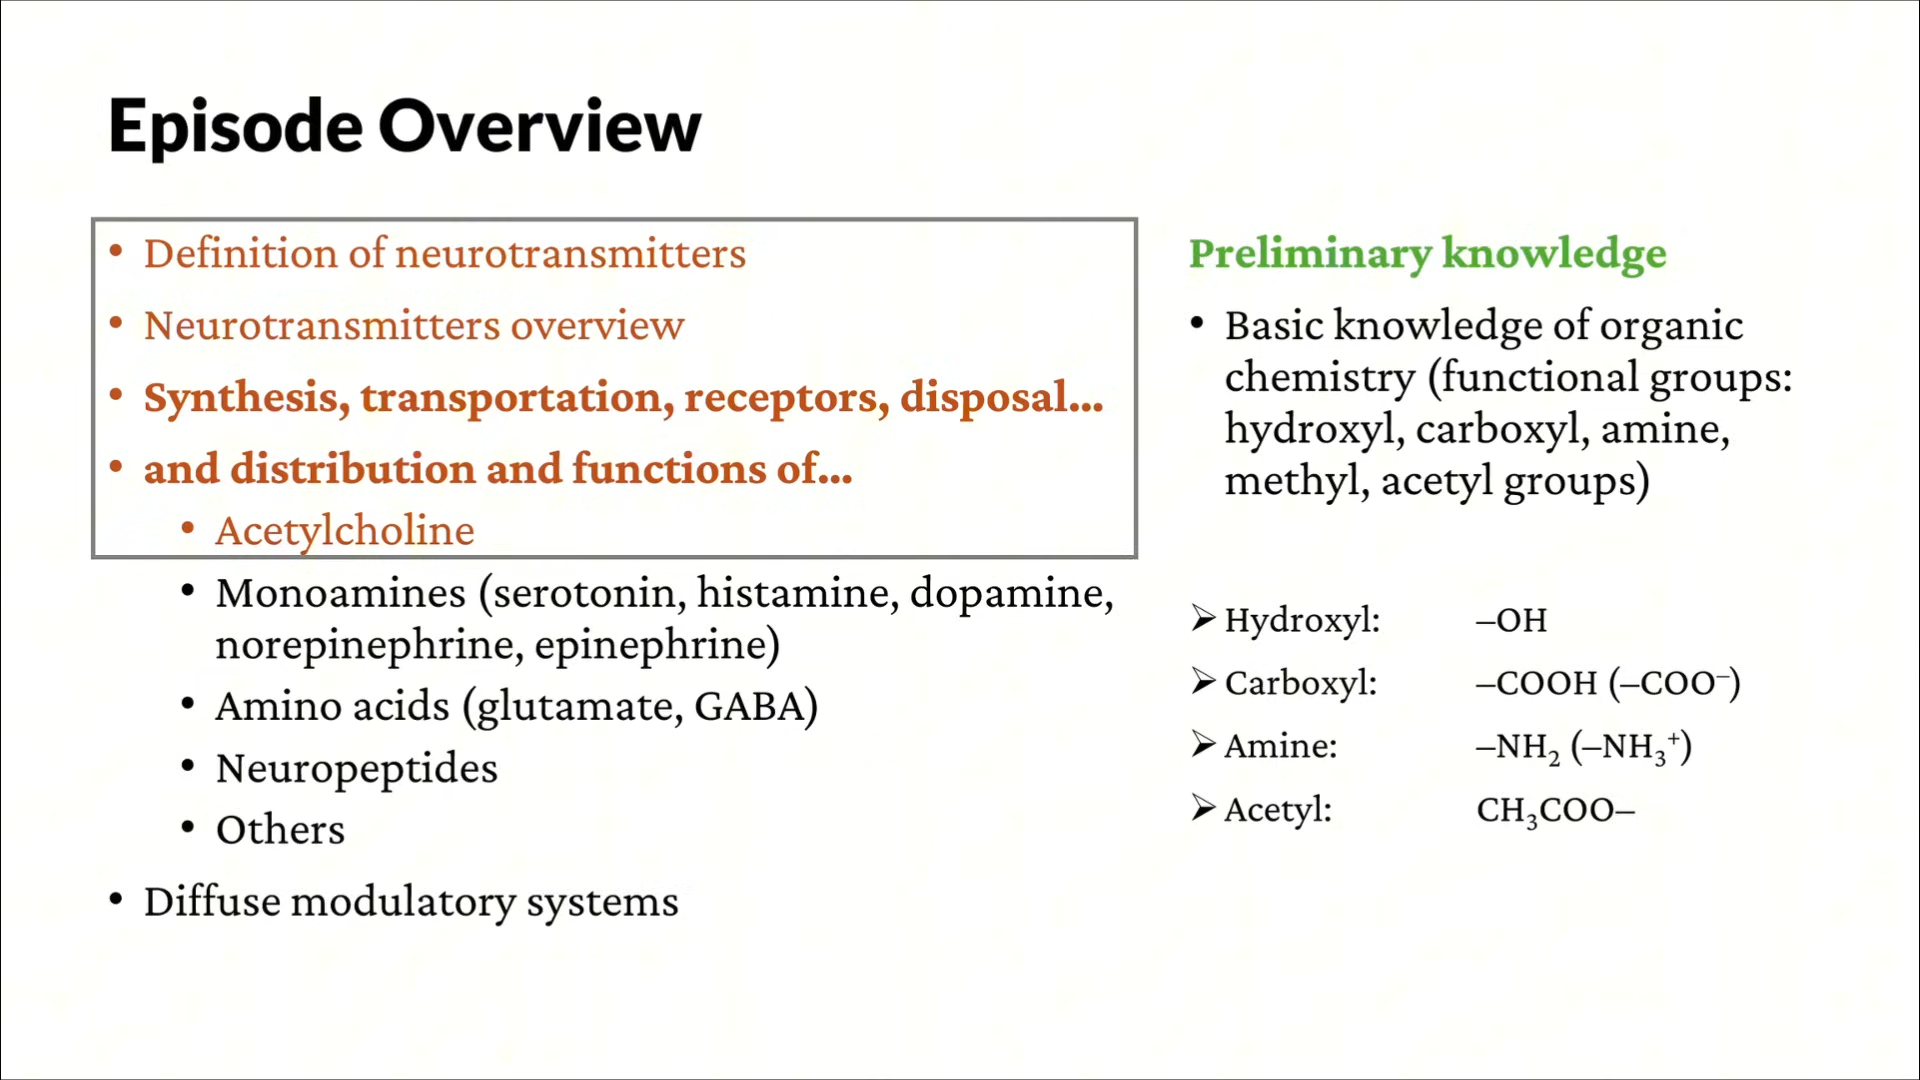 Episode Overview
• Definition of neurotransmitters
• Neurotransmitters overview
• Synthesis, transportation, receptors, disposal...
• and distribution and functions of...
• Acetylcholine
• Monoamines (serotonin, histamine, dopamine,
norepinephrine, epinephrine)
• Amino acids (glutamate, GABA)
• Neuropeptides
• Others
• Diffuse modulatory systems
Preliminary knowledge
• Basic knowledge of organic
chemistry (functional groups:
hydroxyl, carboxyl, amine,
methyl, acetyl groups)
➢ Hydroxyl: –OH
➢ Carboxyl: –COOH (–COO⁻)
➢ Amine: –NH₂ (–NH₃⁺)
➢ Acetyl: CH₃COO–